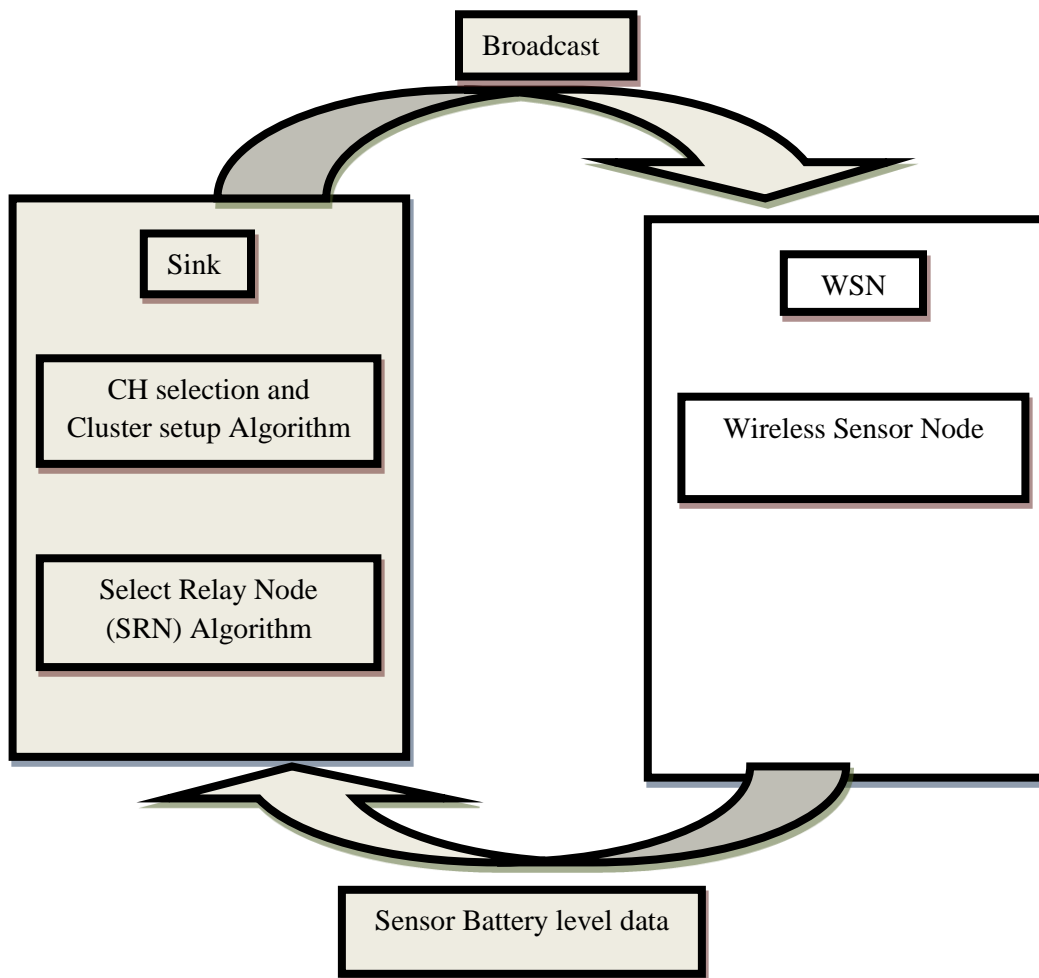 Broadcast
Sink
CH selection and
Cluster setup Algorithm
Select Relay Node
(SRN) Algorithm
WSN
Wireless Sensor Node
Sensor Battery level data